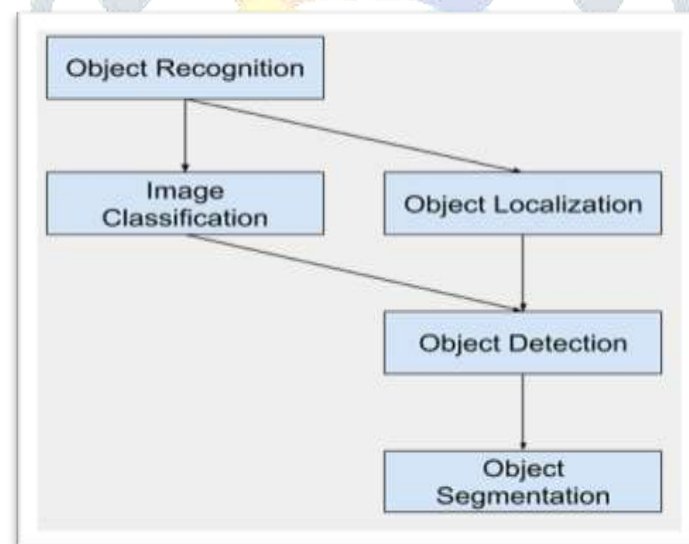 Object Recognition
Image
Classification
Object Localization
Object Detection
Object
Segmentation